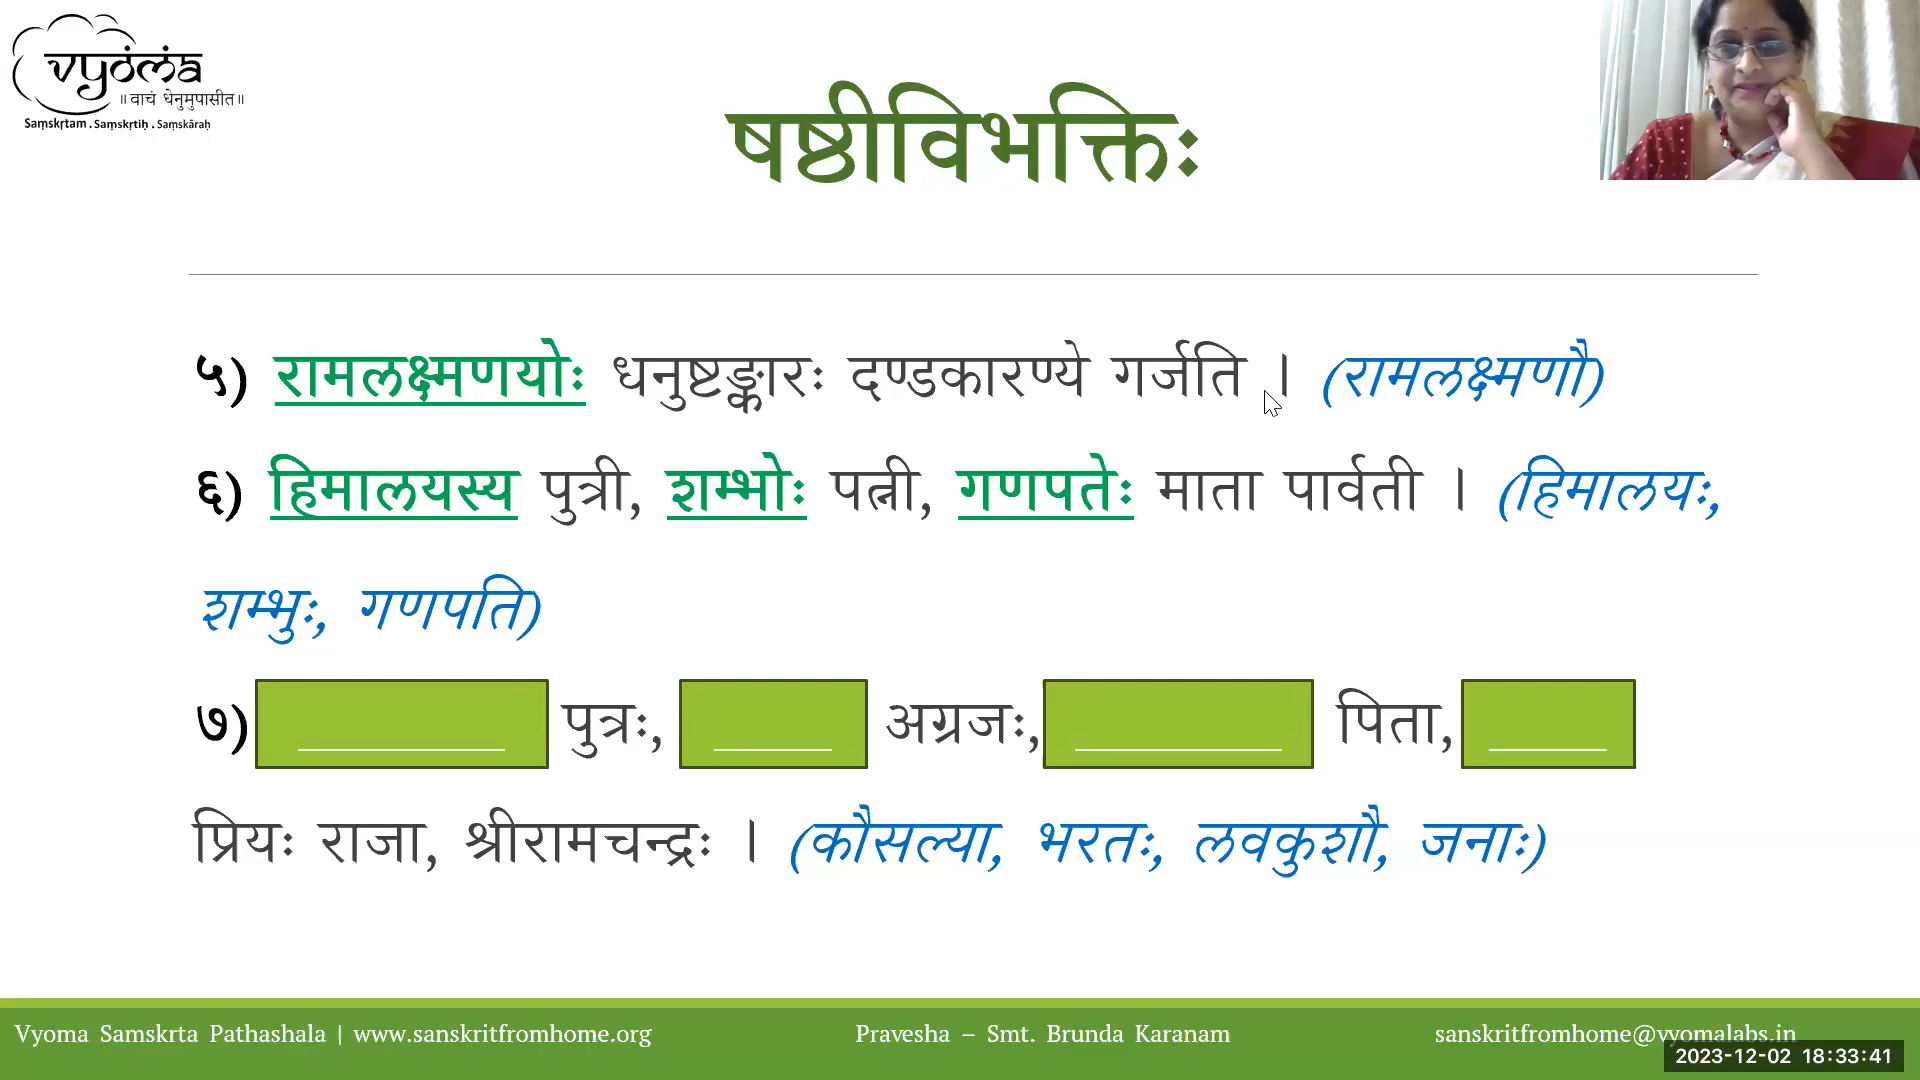 vyoma
॥वाचं धेनुमुपासीत॥
Saṃskṛtam . Saṃskṛtiḥ . Saṃskāraḥ
षष्ठीविभक्तिः
५) रामलक्ष्मणयोः धनुष्टङ्कारः दण्डकारण्ये गर्जति । (रामलक्ष्मणौ)
६) हिमालयस्य पुत्री, शम्भोः पत्नी, गणपतेः माता पार्वती । (हिमालयः,
शम्भुः, गणपति)
७) ________ पुत्रः, _____ अग्रजः, ________ पिता, _____
प्रियः राजा, श्रीरामचन्द्रः । (कौसल्या, भरतः, लवकुशौ, जनाः)
Vyoma Samskrta Pathashala | www.sanskritfromhome.org Pravesha – Smt. Brunda Karanam sanskritfromhome@vyomalabs.in
2023-12-02 18:33:41